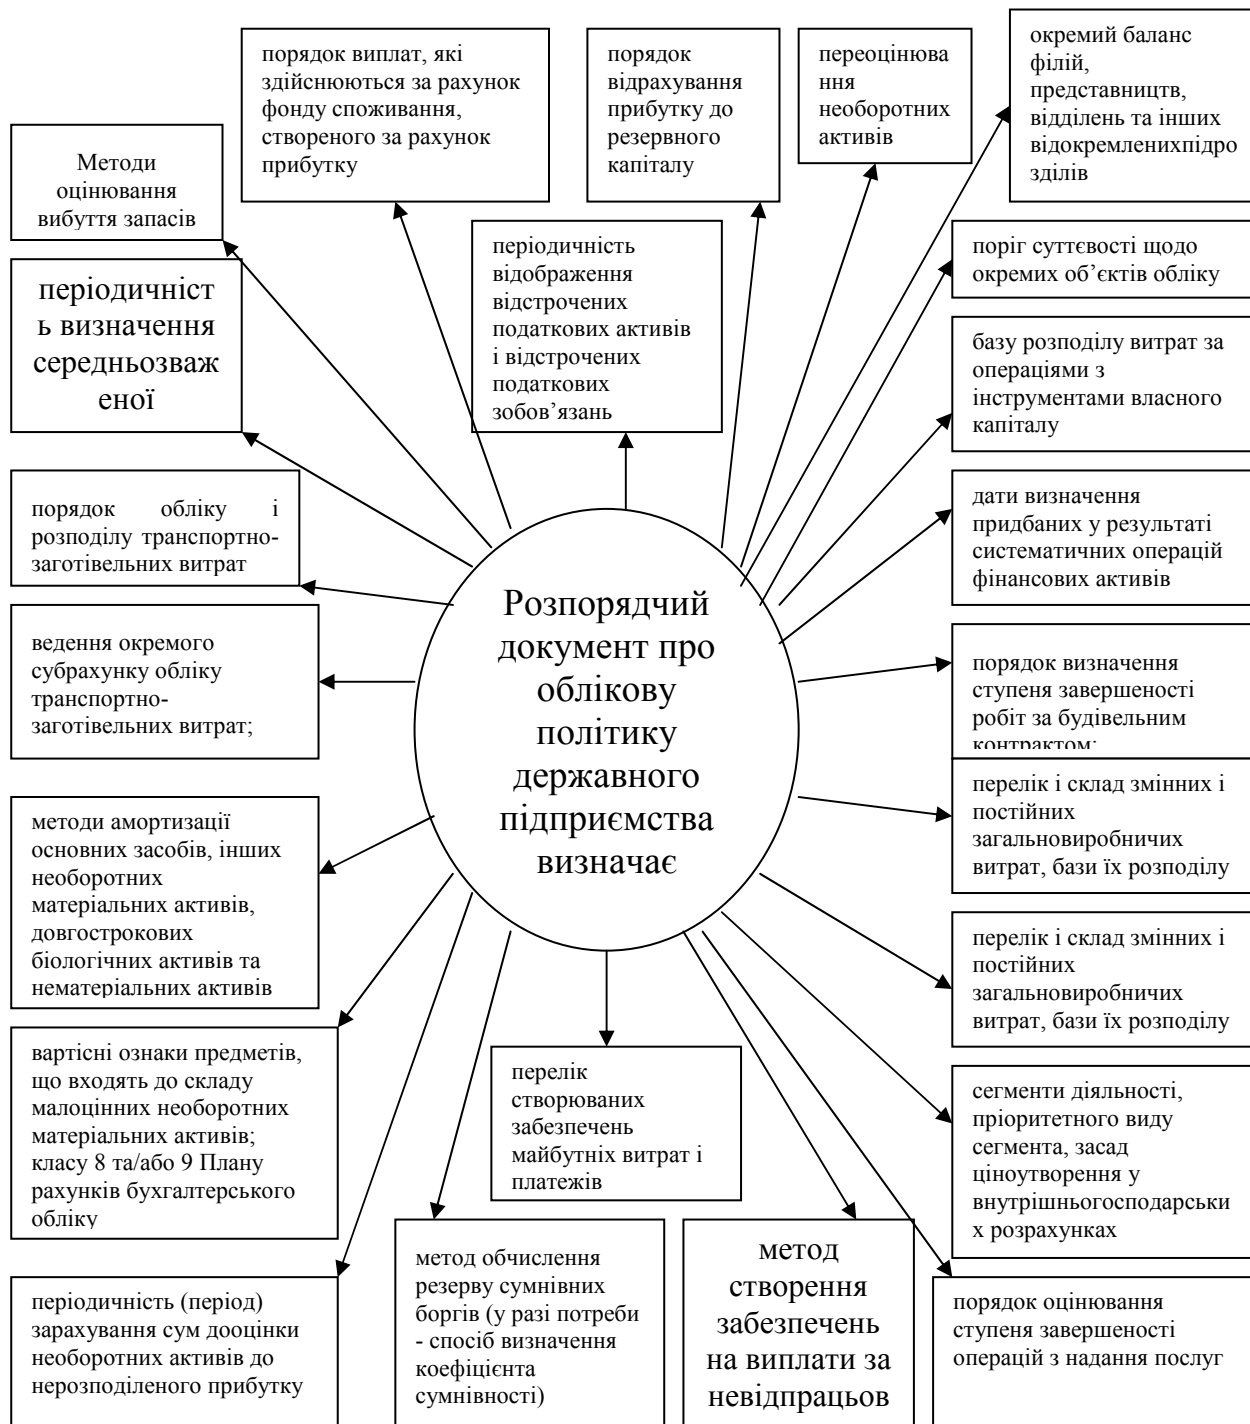 порядок виплат, які
здійснюються за рахунок
фонду споживання,
створеного за рахунок
прибутку
порядок
відрахування
прибутку до
резервного
капіталу
переоцінюва
ння
необоротних
активів
окремий баланс
філій,
представництв,
відділень та інших
відокремленихпідро
зділів
Методи
оцінювання
вибуття запасів
періодичність
відображення
відстрочених
податкових активів
і відстрочених
податкових
зобов’язань
поріг суттєвості щодо
окремих об’єктів обліку
періодичніст
ь визначення
середньозваж
еної
базу розподілу витрат за
операціями з
інструментами власного
капіталу
порядок обліку і
розподілу транспортно-
заготівельних витрат
дати визначення
придбаних у результаті
систематичних операцій
фінансових активів
Розпорядчий
документ про
облікову
політику
державного
підприємства
визначає
ведення окремого
субрахунку обліку
транспортно-
заготівельних витрат;
порядок визначення
ступеня завершеності
робіт за будівельним
контрактом;
методи амортизації
основних засобів, інших
необоротних
матеріальних активів,
довгострокових
біологічних активів та
нематеріальних активів
перелік і склад змінних і
постійних
загальновиробничих
витрат, бази їх розподілу
перелік і склад змінних і
постійних
загальновиробничих
витрат, бази їх розподілу
вартісні ознаки предметів,
що входять до складу
малоцінних необоротних
матеріальних активів;
класу 8 та/або 9 Плану
рахунків бухгалтерського
обліку
перелік
створюваних
забезпечень
майбутніх витрат і
платежів
сегменти діяльності,
пріоритетного виду
сегмента, засад
ціноутворення у
внутрішньогосподарськи
х розрахунках
періодичність (період)
зарахування сум дооцінки
необоротних активів до
нерозподіленого прибутку
метод обчислення
резерву сумнівних
боргів (у разі потреби
- спосіб визначення
коефіцієнта
сумнівності)
метод
створення
забезпечень
на виплати за
невідпрацьов
порядок оцінювання
ступеня завершеності
операцій з надання послуг